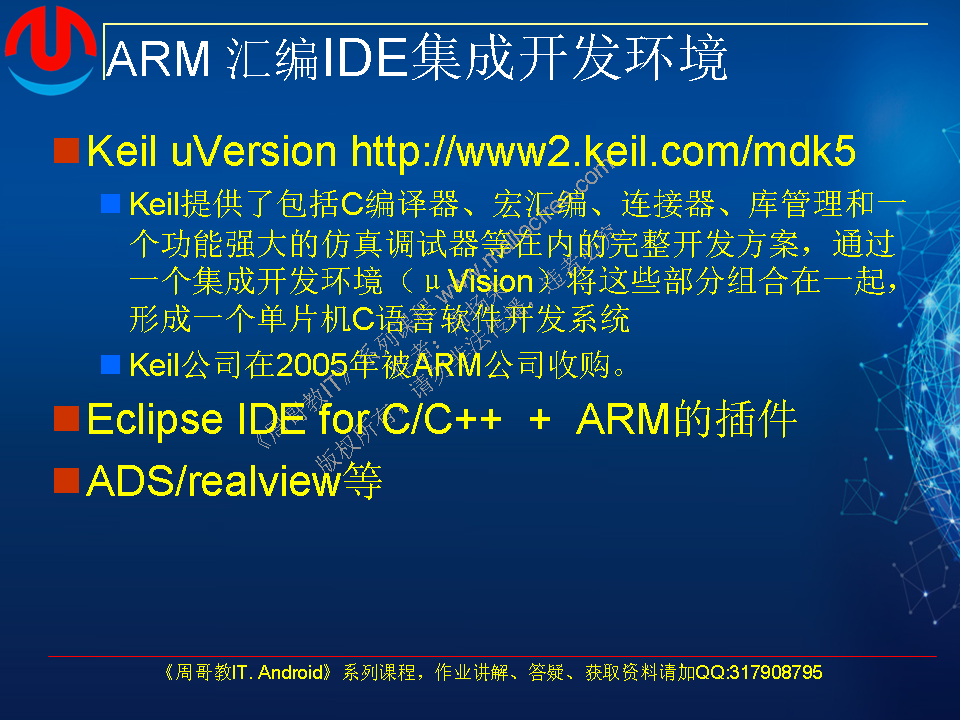 ARM 汇编IDE集成开发环境
Keil uVersion http://www2.keil.com/mdk5
Keil提供了包括C编译器、宏汇编、连接器、库管理和一
个功能强大的仿真调试器等在内的完整开发方案，通过
一个集成开发环境（μVision）将这些部分组合在一起，
形成一个单片机C语言软件开发系统
Keil公司在2005年被ARM公司收购。
Eclipse IDE for C/C++ + ARM的插件
ADS/realview等
《周哥教IT. Android》系列课程，作业讲解、答疑、获取资料请加QQ:317908795